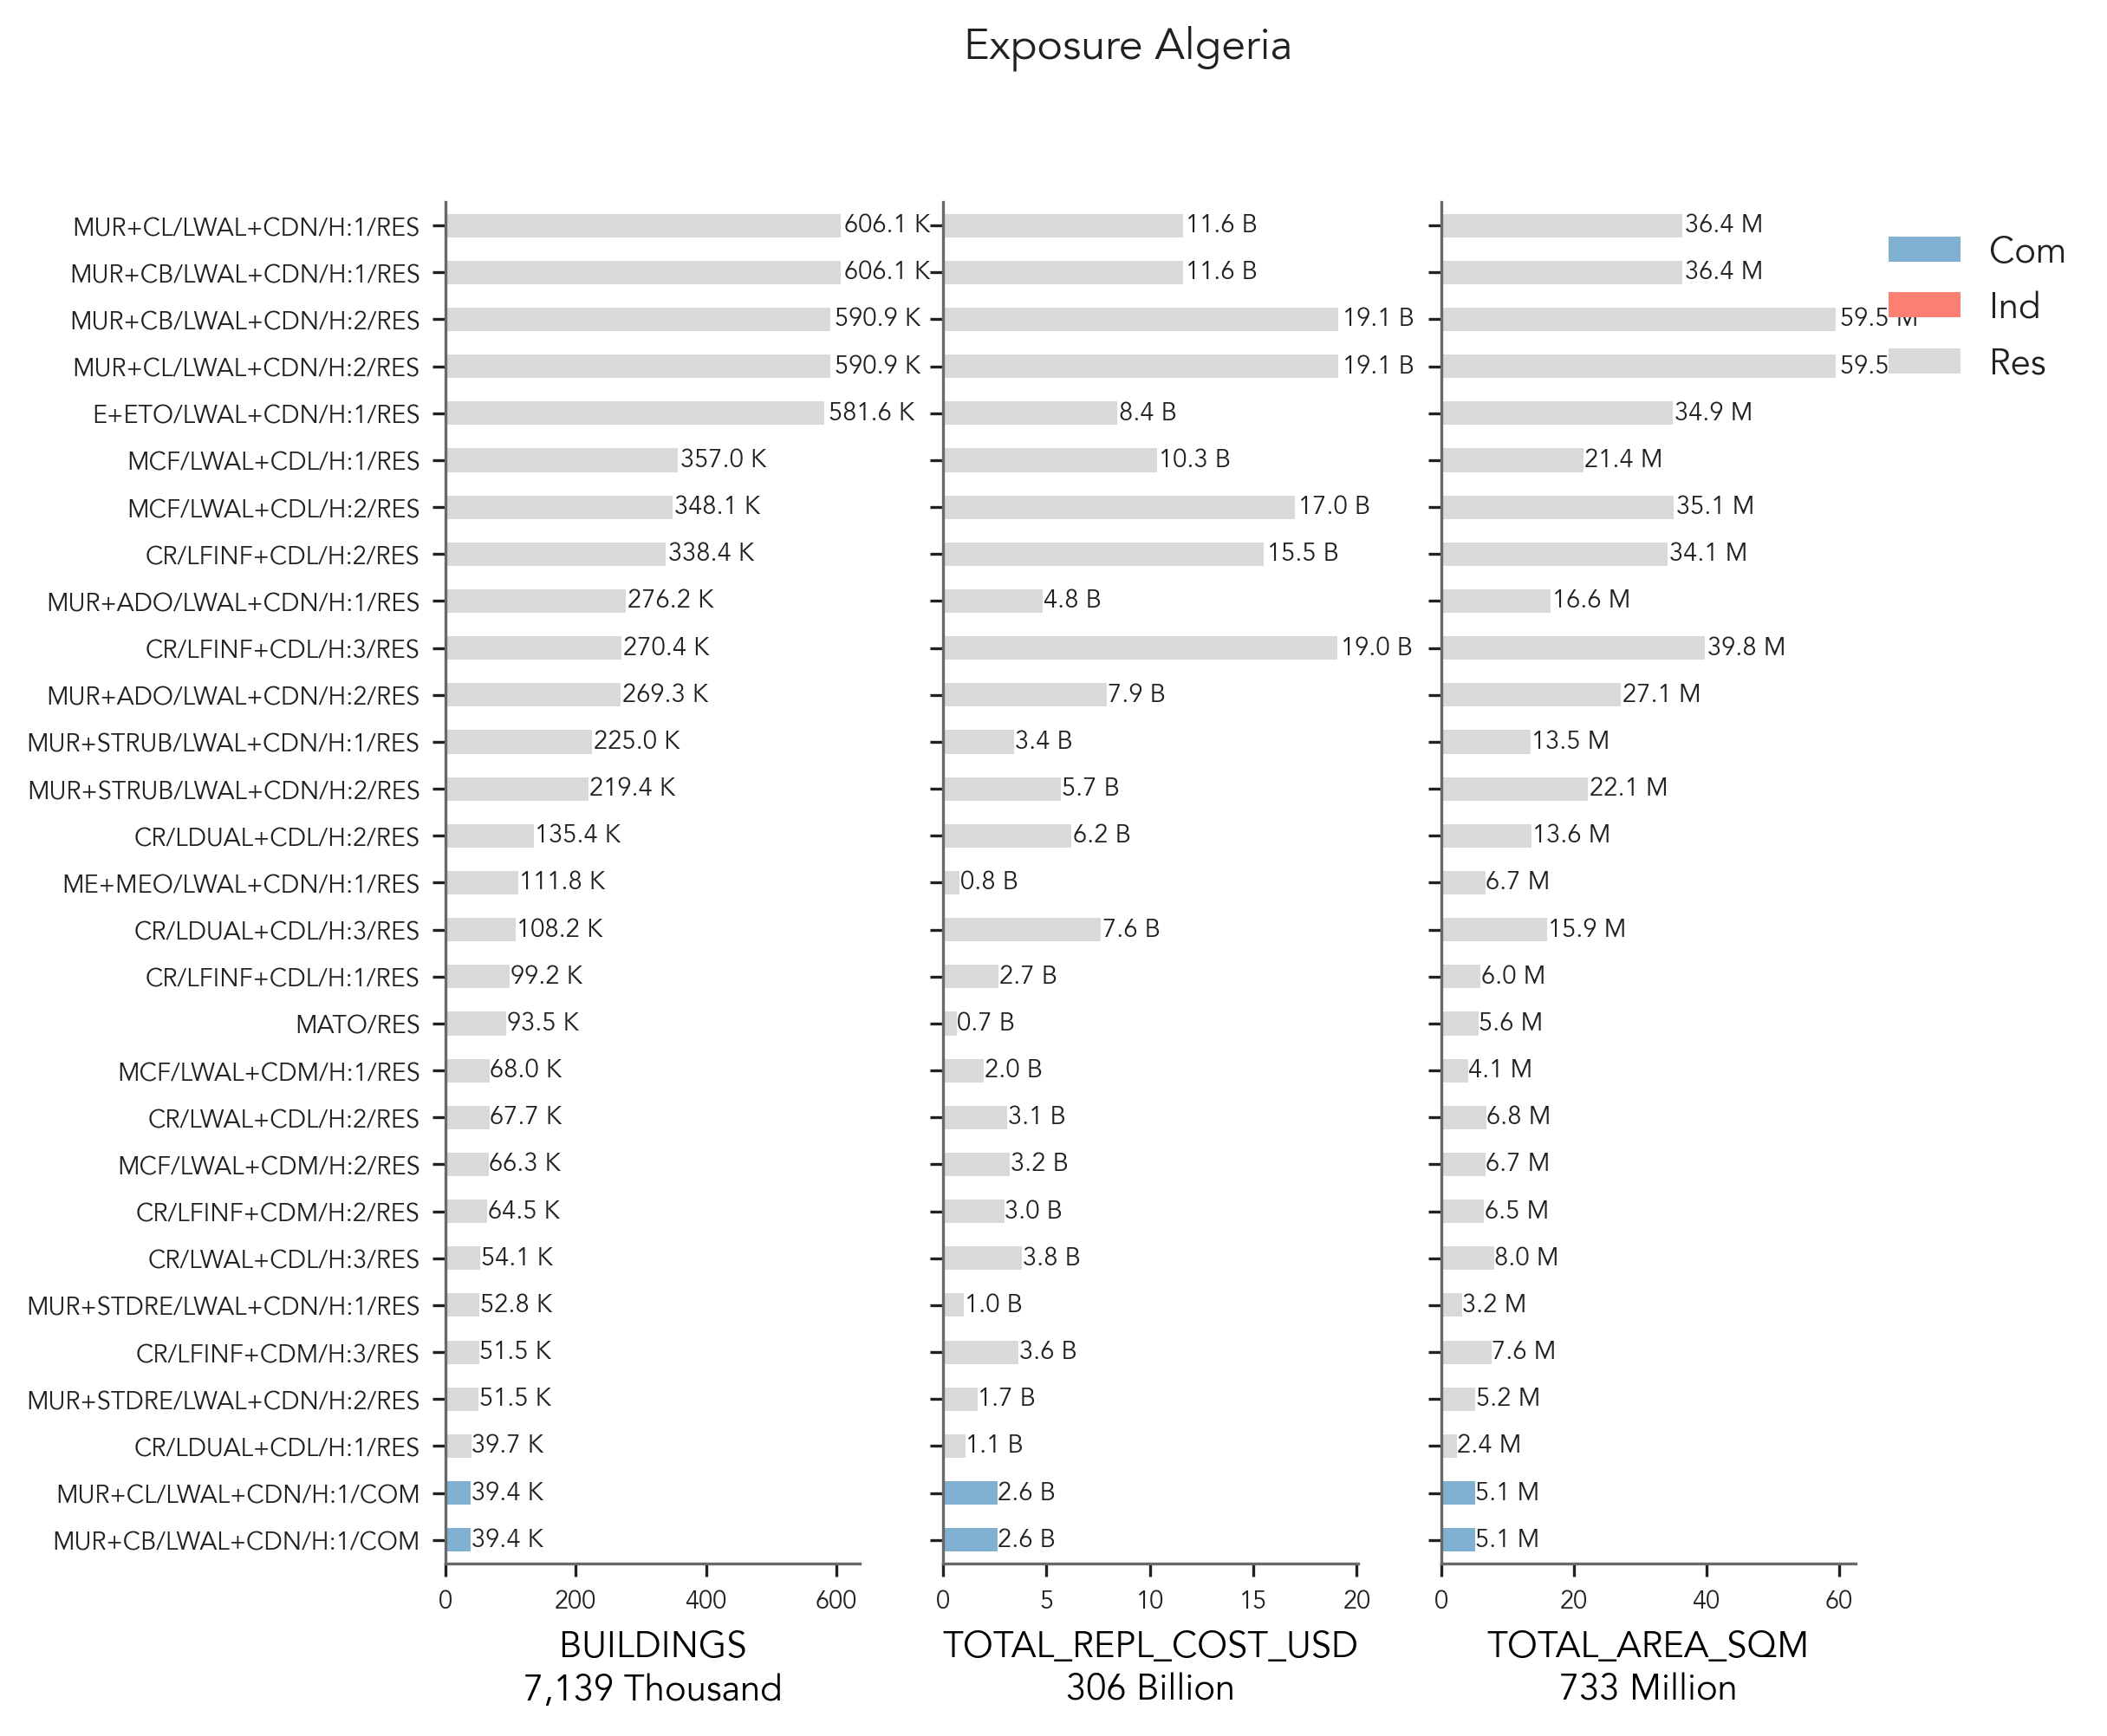 Exposure Algeria
MUR+CL/LWAL+CDN/H:1/RES 606.1 K 11.6 B 36.4 M
MUR+CB/LWAL+CDN/H:1/RES 606.1 K 11.6 B 36.4 M
MUR+CB/LWAL+CDN/H:2/RES 590.9 K 19.1 B 59.5 M
MUR+CL/LWAL+CDN/H:2/RES 590.9 K 19.1 B 59.5
E+ETO/LWAL+CDN/H:1/RES 581.6 K 8.4 B 34.9 M
MCF/LWAL+CDL/H:1/RES 357.0 K 10.3 B 21.4 M
MCF/LWAL+CDL/H:2/RES 348.1 K 17.0 B 35.1 M
CR/LFINF+CDL/H:2/RES 338.4 K 15.5 B 34.1 M
MUR+ADO/LWAL+CDN/H:1/RES 276.2 K 4.8 B 16.6 M
CR/LFINF+CDL/H:3/RES 270.4 K 19.0 B 39.8 M
MUR+ADO/LWAL+CDN/H:2/RES 269.3 K 7.9 B 27.1 M
MUR+STRUB/LWAL+CDN/H:1/RES 225.0 K 3.4 B 13.5 M
MUR+STRUB/LWAL+CDN/H:2/RES 219.4 K 5.7 B 22.1 M
CR/LDUAL+CDL/H:2/RES 135.4 K 6.2 B 13.6 M
ME+MEO/LWAL+CDN/H:1/RES 111.8 K 0.8 B 6.7 M
CR/LDUAL+CDL/H:3/RES 108.2 K 7.6 B 15.9 M
CR/LFINF+CDL/H:1/RES 99.2 K 2.7 B 6.0 M
MATO/RES 93.5 K 0.7 B 5.6 M
MCF/LWAL+CDM/H:1/RES 68.0 K 2.0 B 4.1 M
CR/LWAL+CDL/H:2/RES 67.7 K 3.1 B 6.8 M
MCF/LWAL+CDM/H:2/RES 66.3 K 3.2 B 6.7 M
CR/LFINF+CDM/H:2/RES 64.5 K 3.0 B 6.5 M
CR/LWAL+CDL/H:3/RES 54.1 K 3.8 B 8.0 M
MUR+STDRE/LWAL+CDN/H:1/RES 52.8 K 1.0 B 3.2 M
CR/LFINF+CDM/H:3/RES 51.5 K 3.6 B 7.6 M
MUR+STDRE/LWAL+CDN/H:2/RES 51.5 K 1.7 B 5.2 M
CR/LDUAL+CDL/H:1/RES 39.7 K 1.1 B 2.4 M
MUR+CL/LWAL+CDN/H:1/COM 39.4 K 2.6 B 5.1 M
MUR+CB/LWAL+CDN/H:1/COM 39.4 K 2.6 B 5.1 M
0 200 400 600
BUILDINGS
7,139 Thousand
0 5 10 15 20
TOTAL_REPL_COST_USD
306 Billion
0 20 40 60
TOTAL_AREA_SQM
733 Million
Com
Ind
Res